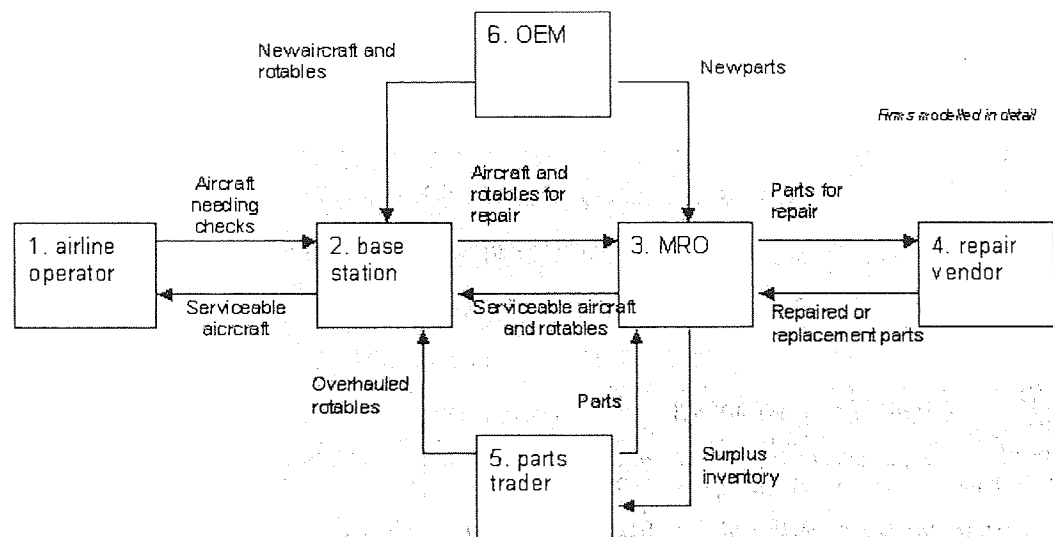 6. OEM
Newaircraft and
rotables
Newparts
Firms modelled in detail
Aircraft
needing
checks
Aircraft and
rotables for
repair
Parts for
repair
1. airline
operator
2. base
station
3. MRO
4. repair
vendor
Serviceable
aicrcraft
Serviceable aircraft
and rotables
Repaired or
replacement parts
Overhauled
rotables
Parts
5. parts
trader
Surplus
inventory